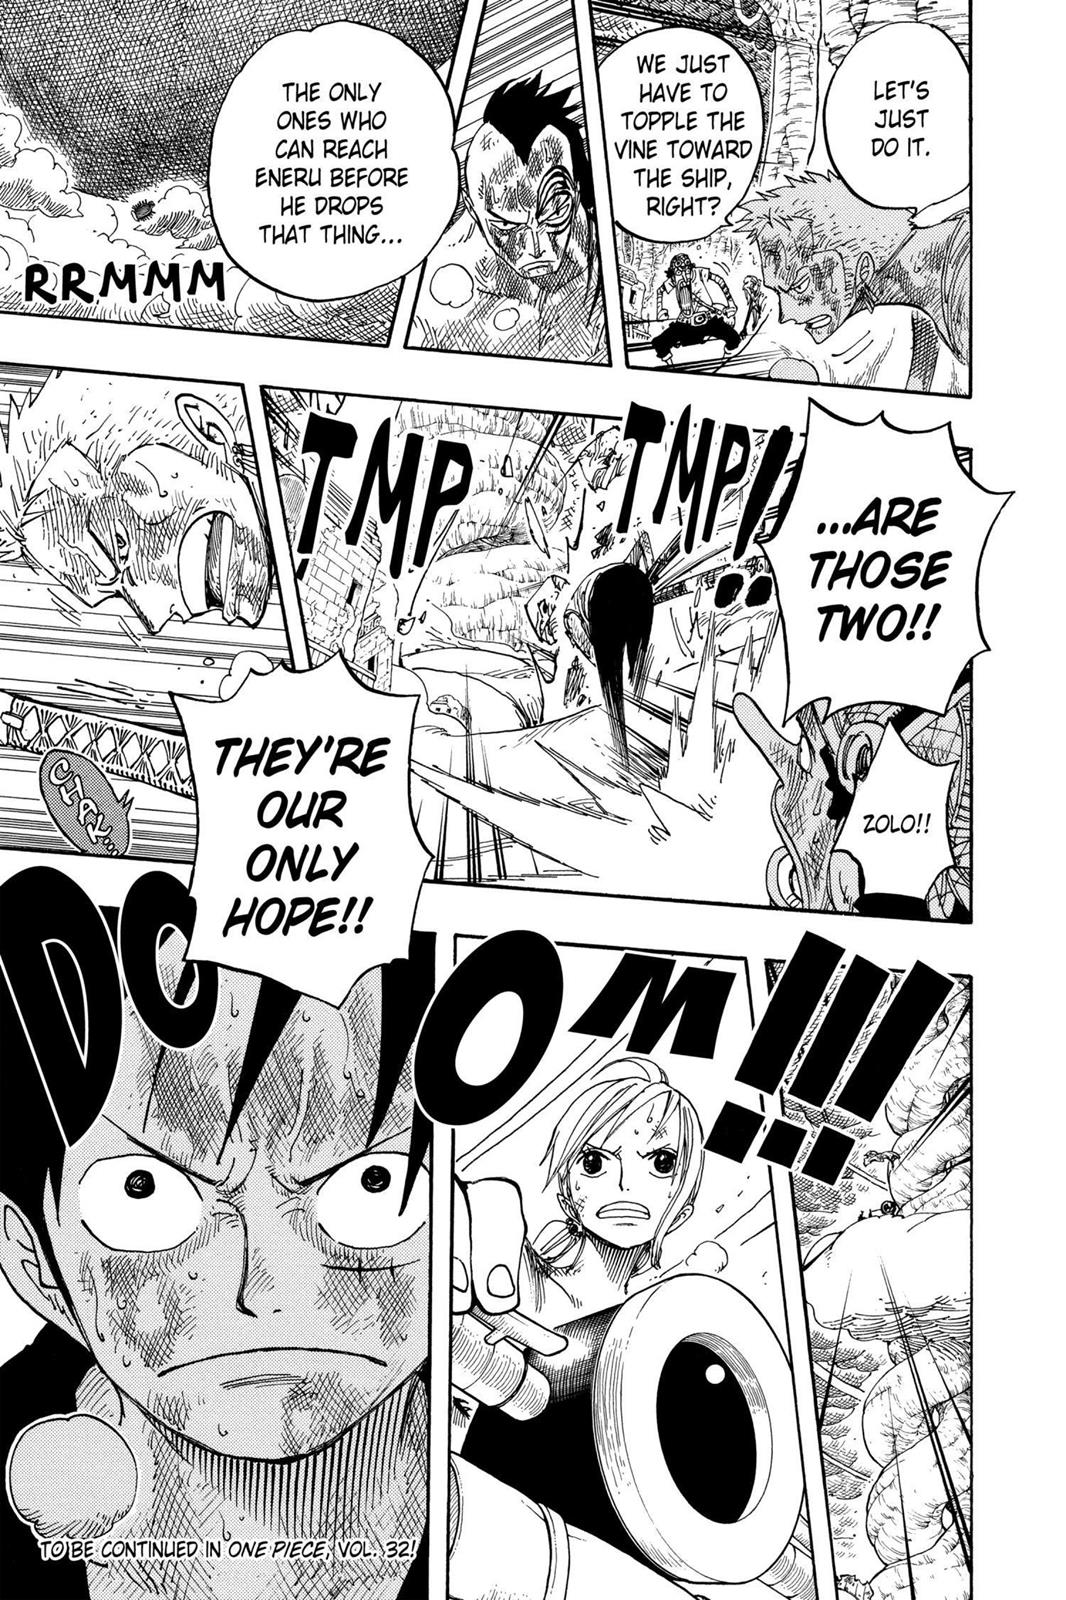 LET'S
JUST
DO IT.
WE JUST
HAVE TO
TOPPLE THE
VINE TOWARD
THE SHIP,
RIGHT?
THE ONLY
ONES WHO
CAN REACH
ENERU BEFORE
HE DROPS
THAT THING...
RRMMM
...ARE
THOSE
TWO!!
ZOLO!!
TMP!!
TMP
THEY'RE
OUR
ONLY
HOPE!!
CHAK...
DOOOM!!!
TO BE CONTINUED IN ONE PIECE, VOL. 32!